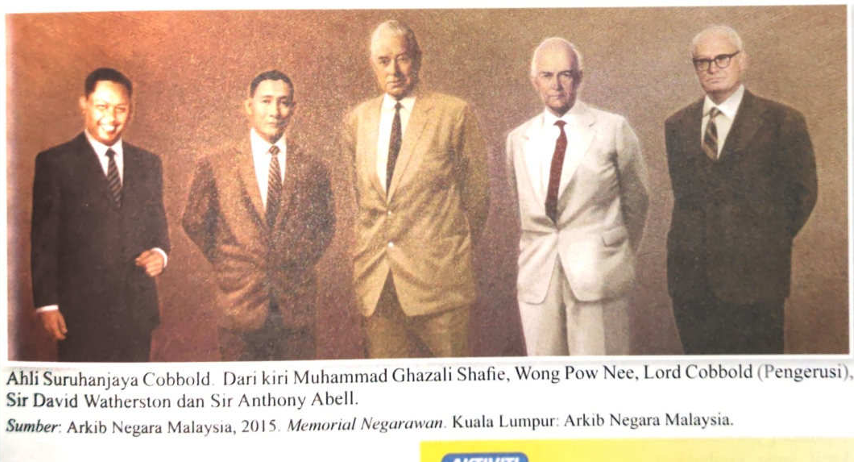 Ahli Suruhanjaya Cobbold. Dari kiri Muhammad Ghazali Shafie, Wong Pow Nee, Lord Cobbold (Pengerusi),
Sir David Watherston dan Sir Anthony Abell.
Sumber: Arkib Negara Malaysia, 2015. Memorial Negarawan. Kuala Lumpur: Arkib Negara Malaysia.